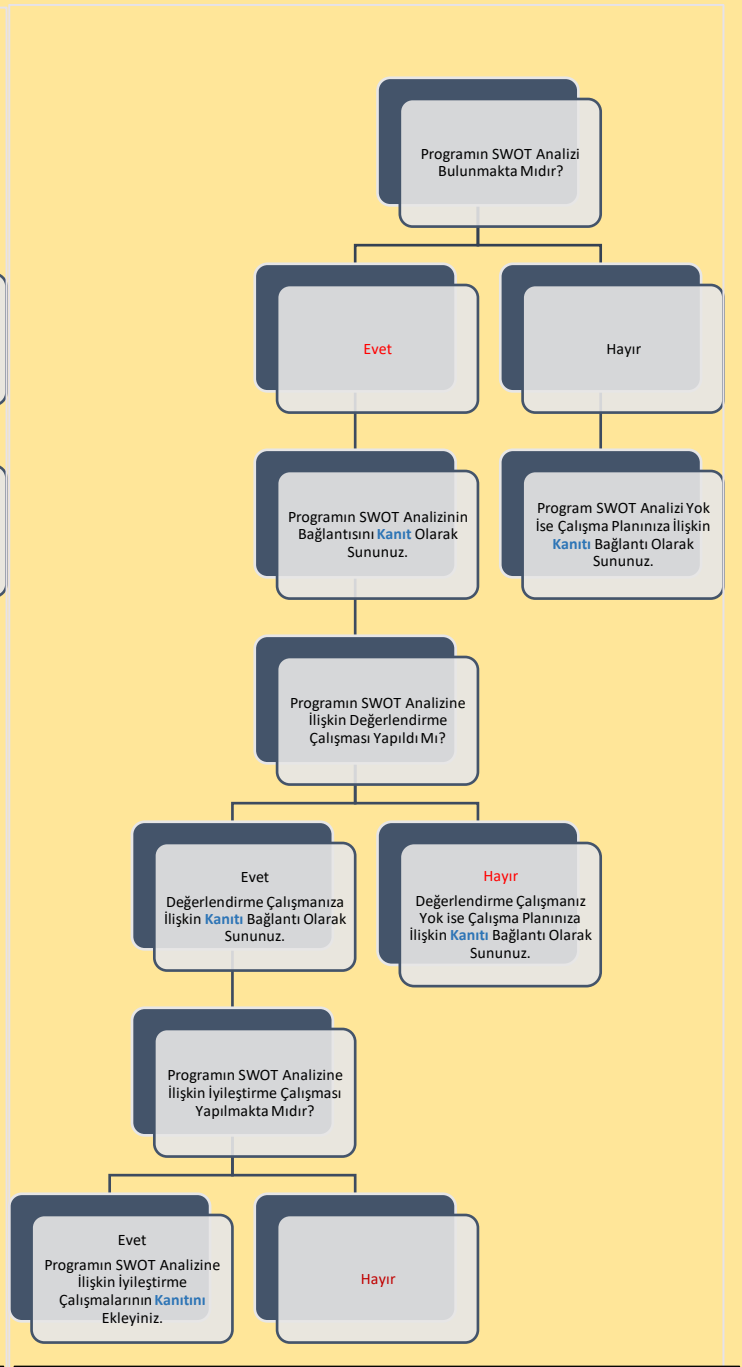 Programın SWOT Analizi
Bulunmakta Mıdır?
Evet
Hayır
Programın SWOT Analizinin
Bağlantısını Kanıt Olarak
Sununuz.
Program SWOT Analizi Yok
İse Çalışma Planınıza İlişkin
Kanıtı Bağlantı Olarak
Sununuz.
Programın SWOT Analizine
İlişkin Değerlendirme
Çalışması Yapıldı Mı?
Evet
Değerlendirme Çalışmanıza
İlişkin Kanıtı Bağlantı Olarak
Sununuz.
Hayır
Değerlendirme Çalışmanız
Yok ise Çalışma Planınıza
İlişkin Kanıtı Bağlantı Olarak
Sununuz.
Programın SWOT Analizine
İlişkin İyileştirme Çalışması
Yapılmakta Mıdır?
Evet
Programın SWOT Analizine
İlişkin İyileştirme
Çalışmalarının Kanıtını
Ekleyiniz.
Hayır